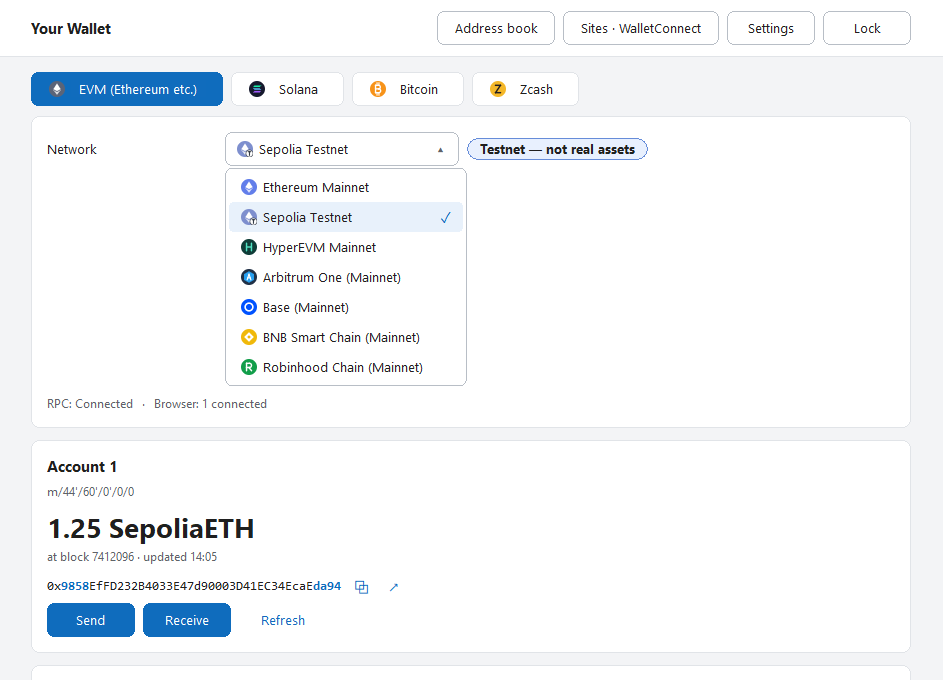 Your Wallet
Address book
Sites · WalletConnect
Settings
Lock
EVM (Ethereum etc.)
Solana
Bitcoin
Zcash
Network
Sepolia Testnet
Testnet — not real assets
Ethereum Mainnet
Sepolia Testnet
HyperEVM Mainnet
Arbitrum One (Mainnet)
Base (Mainnet)
BNB Smart Chain (Mainnet)
Robinhood Chain (Mainnet)
RPC: Connected · Browser: 1 connected
Account 1
m/44'/60'/0'/0/0
1.25 SepoliaETH
at block 7412096 · updated 14:05
0x9858EfFD232B4033E47d90003D41EC34EcaEda94
Send
Receive
Refresh